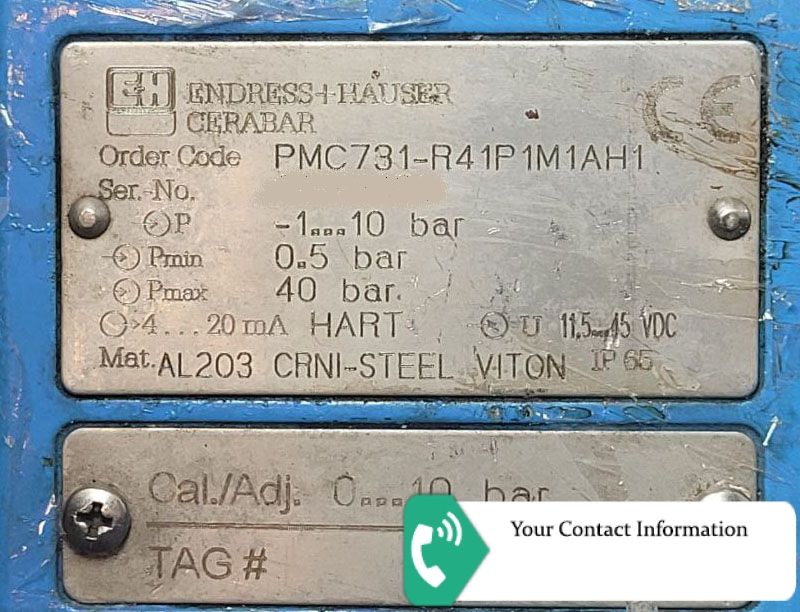 E+H ENDRESS+HAUSER
CERABAR
CE
Order Code PMC731-R41P1M1AH1
Ser.-No.
P -1...10 bar
Pmin 0.5 bar
Pmax 40 bar
4...20 mA HART U 11,5...45 VDC
Mat. AL203 CRNI-STEEL VITON IP 65
Cal./Adj. 0...10 bar
TAG #
Your Contact Information